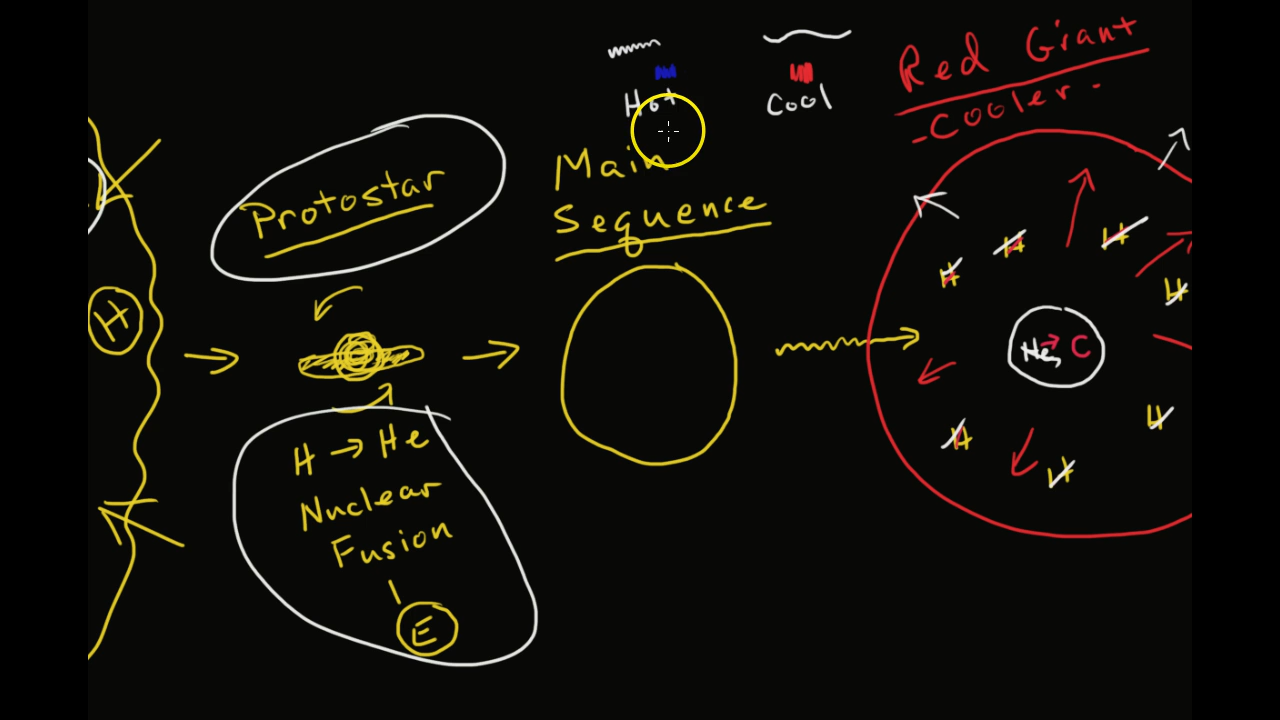 Hot
Cool
Red Giant
- Cooler.
Protostar
Main
Sequence
H
H → He
Nuclear
Fusion
E
H
H
H
H
He → C
H
H
H